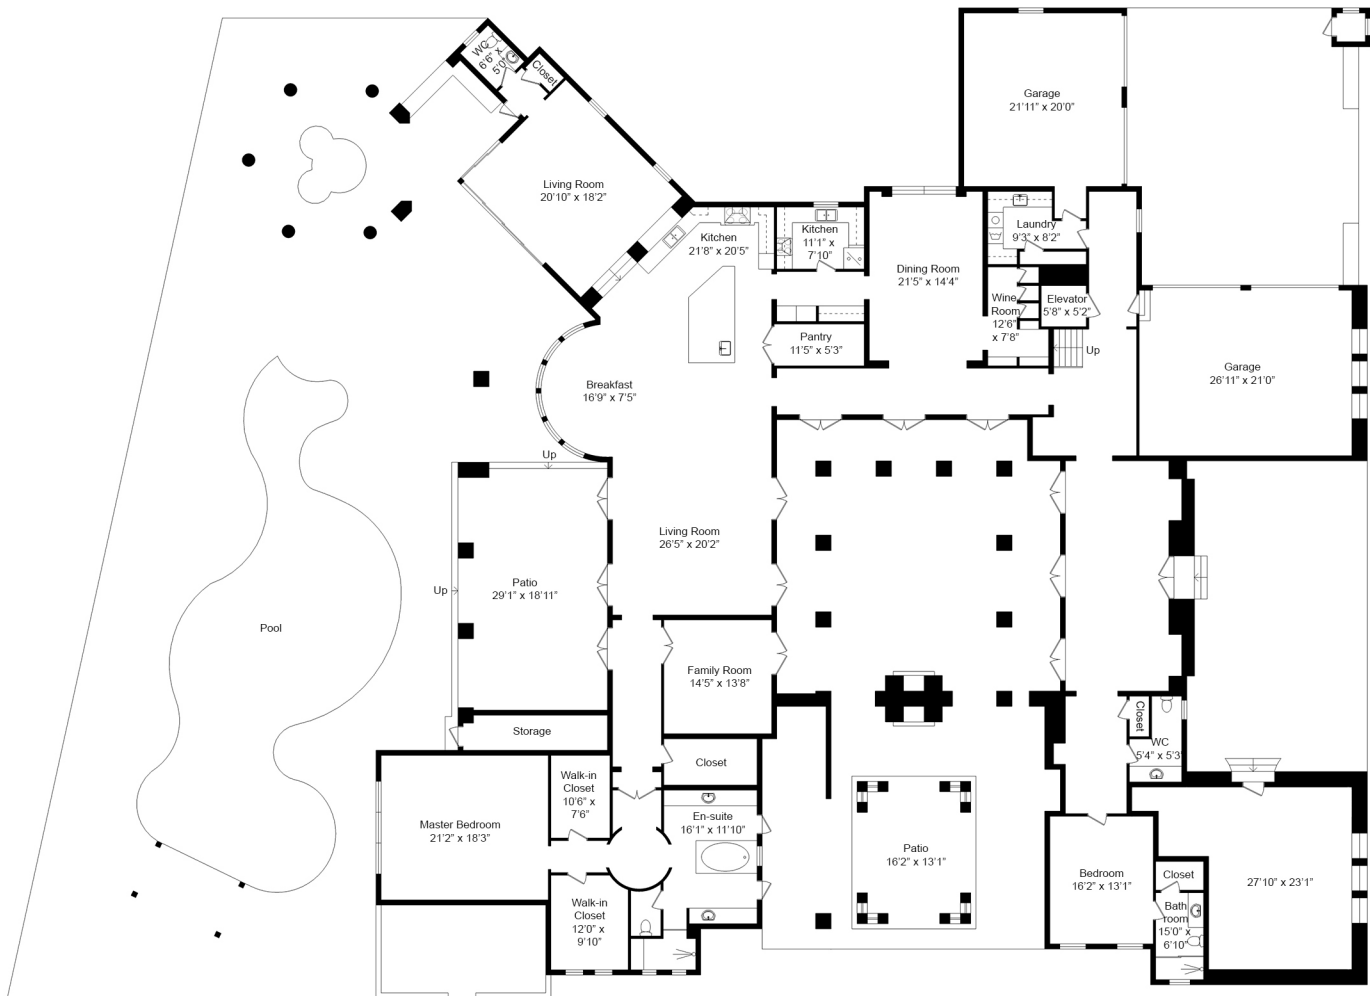 WC
6'6" x
5'0"
Closet
Garage
21'11" x 20'0"
Living Room
20'10" x 18'2"
Kitchen
21'8" x 20'5"
Kitchen
11'1" x
7'10"
Laundry
9'3" x 8'2"
Dining Room
21'5" x 14'4"
Wine
Room
12'6"
x 7'8"
Elevator
5'8" x 5'2"
Pantry
11'5" x 5'3"
Up
Garage
26'11" x 21'0"
Breakfast
16'9" x 7'5"
Up
Living Room
26'5" x 20'2"
Patio
29'1" x 18'11"
Up
Pool
Family Room
14'5" x 13'8"
Storage
Closet
WC
5'4" x 5'3"
Closet
Walk-in
Closet
10'6" x
7'6"
Master Bedroom
21'2" x 18'3"
En-suite
16'1" x 11'10"
Patio
16'2" x 13'1"
Bedroom
16'2" x 13'1"
Closet
27'10" x 23'1"
Walk-in
Closet
12'0" x
9'10"
Bath
room
15'0" x
6'10"